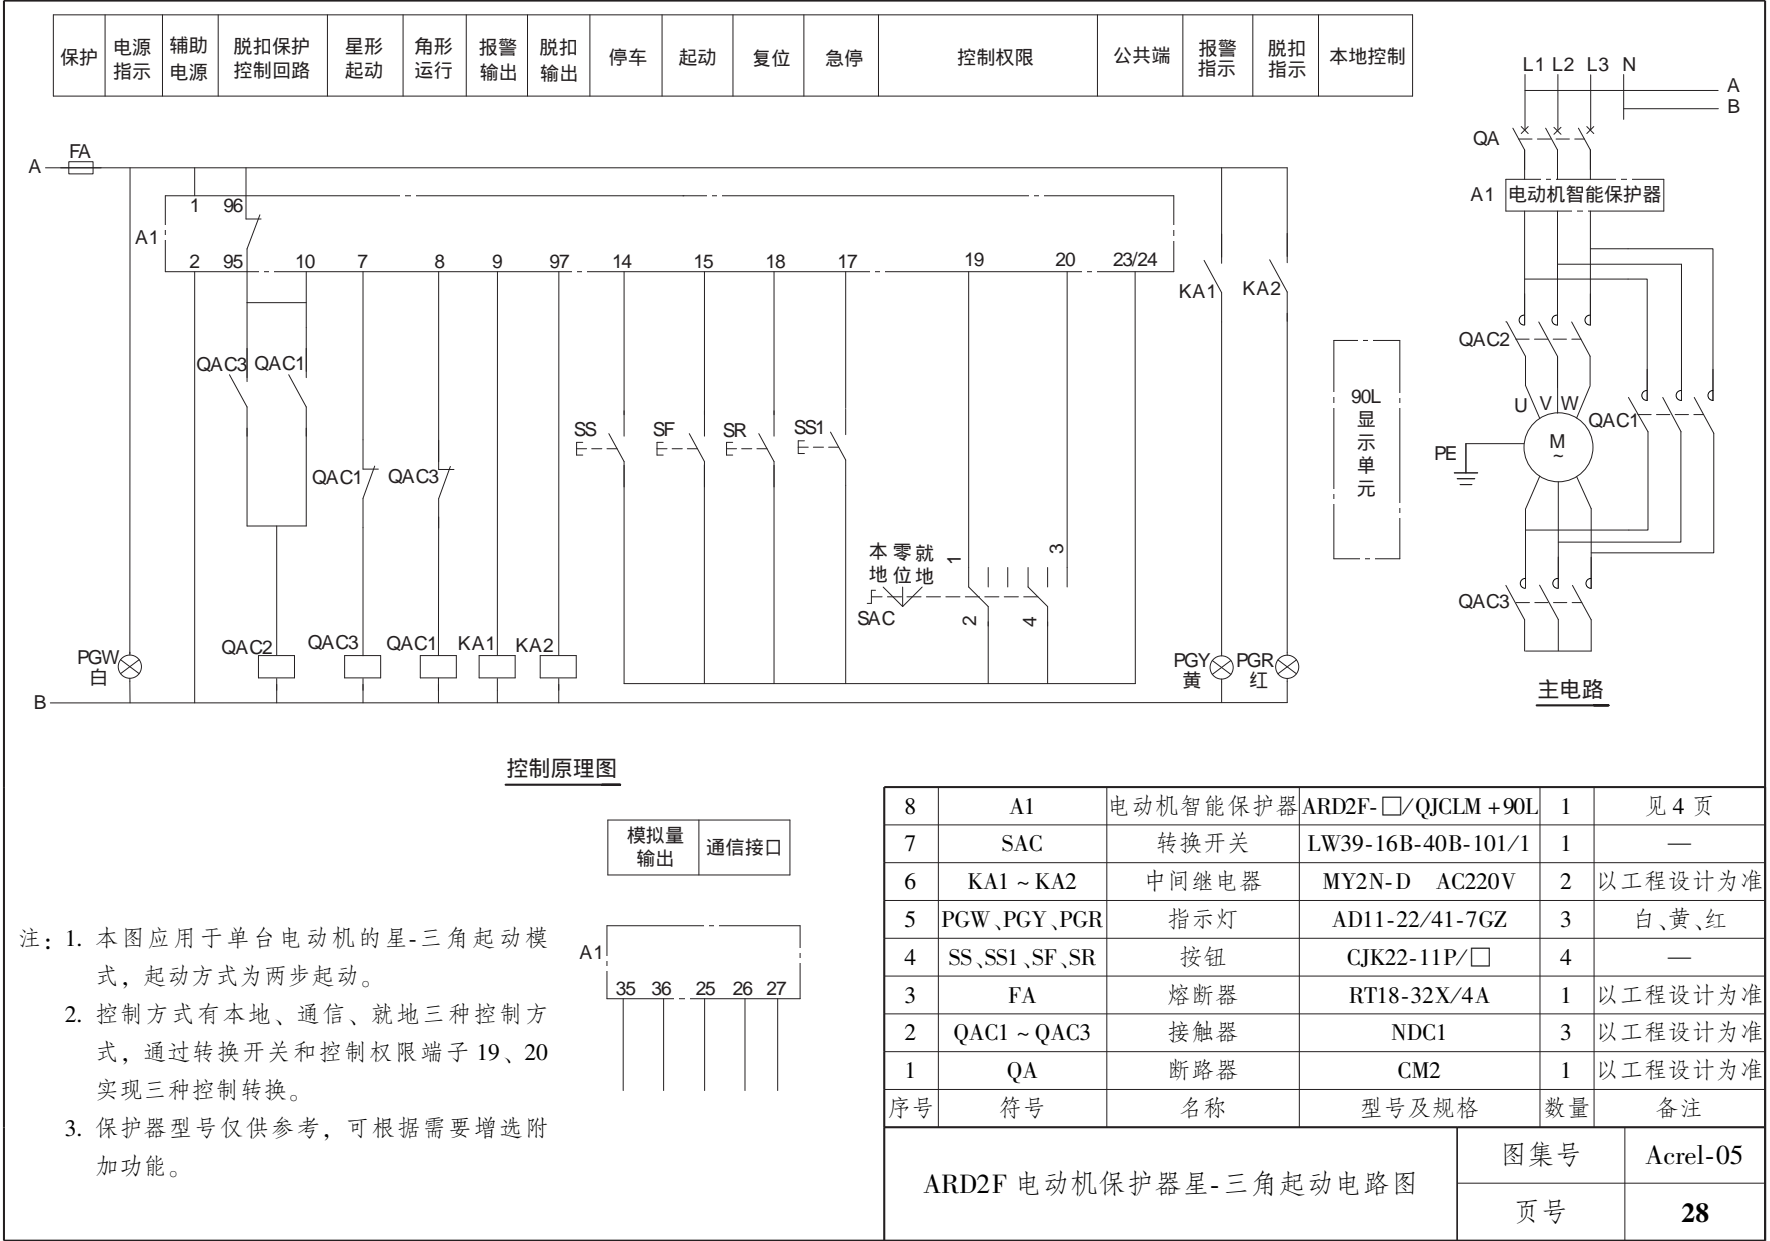 保护
电源
指示
辅助
电源
脱扣保护
控制回路
星形
起动
角形
运行
报警
输出
脱扣
输出
停车
起动
复位
急停
控制权限
公共端
报警
指示
脱扣
指示
本地控制
A
FA
A1
1 96
2 95 10 7 8 9 97 14 15 18 17 19 20 23/24
KA1
KA2
QAC3 QAC1
QAC1
QAC3
SS
SF
SR
SS1
本 零 就
地 位 地
SAC
1
2
3
4
90L
显
示
单
元
PGW
白
QAC2
QAC3
QAC1
KA1
KA2
PGY
黄
PGR
红
B
控制原理图
L1 L2 L3 N
A
B
QA
A1 电动机智能保护器
QAC2
U V W
QAC1
M
~
PE
QAC3
主电路
模拟量
输出
通信接口
A1
35 36 25 26 27
注：1. 本图应用于单台电动机的星-三角起动模
式，起动方式为两步起动。
2. 控制方式有本地、通信、就地三种控制方
式，通过转换开关和控制权限端子 19、20
实现三种控制转换。
3. 保护器型号仅供参考，可根据需要增选附
加功能。
8 A1 电动机智能保护器 ARD2F-□/QJCLM+90L 1 见 4 页
7 SAC 转换开关 LW39-16B-40B-101/1 1 —
6 KA1~KA2 中间继电器 MY2N-D AC220V 2 以工程设计为准
5 PGW、PGY、PGR 指示灯 AD11-22/41-7GZ 3 白、黄、红
4 SS、SS1、SF、SR 按钮 CJK22-11P/□ 4 —
3 FA 熔断器 RT18-32X/4A 1 以工程设计为准
2 QAC1~QAC3 接触器 NDC1 3 以工程设计为准
1 QA 断路器 CM2 1 以工程设计为准
序号 符号 名称 型号及规格 数量 备注
ARD2F 电动机保护器星-三角起动电路图
图集号 Acrel-05
页号 28